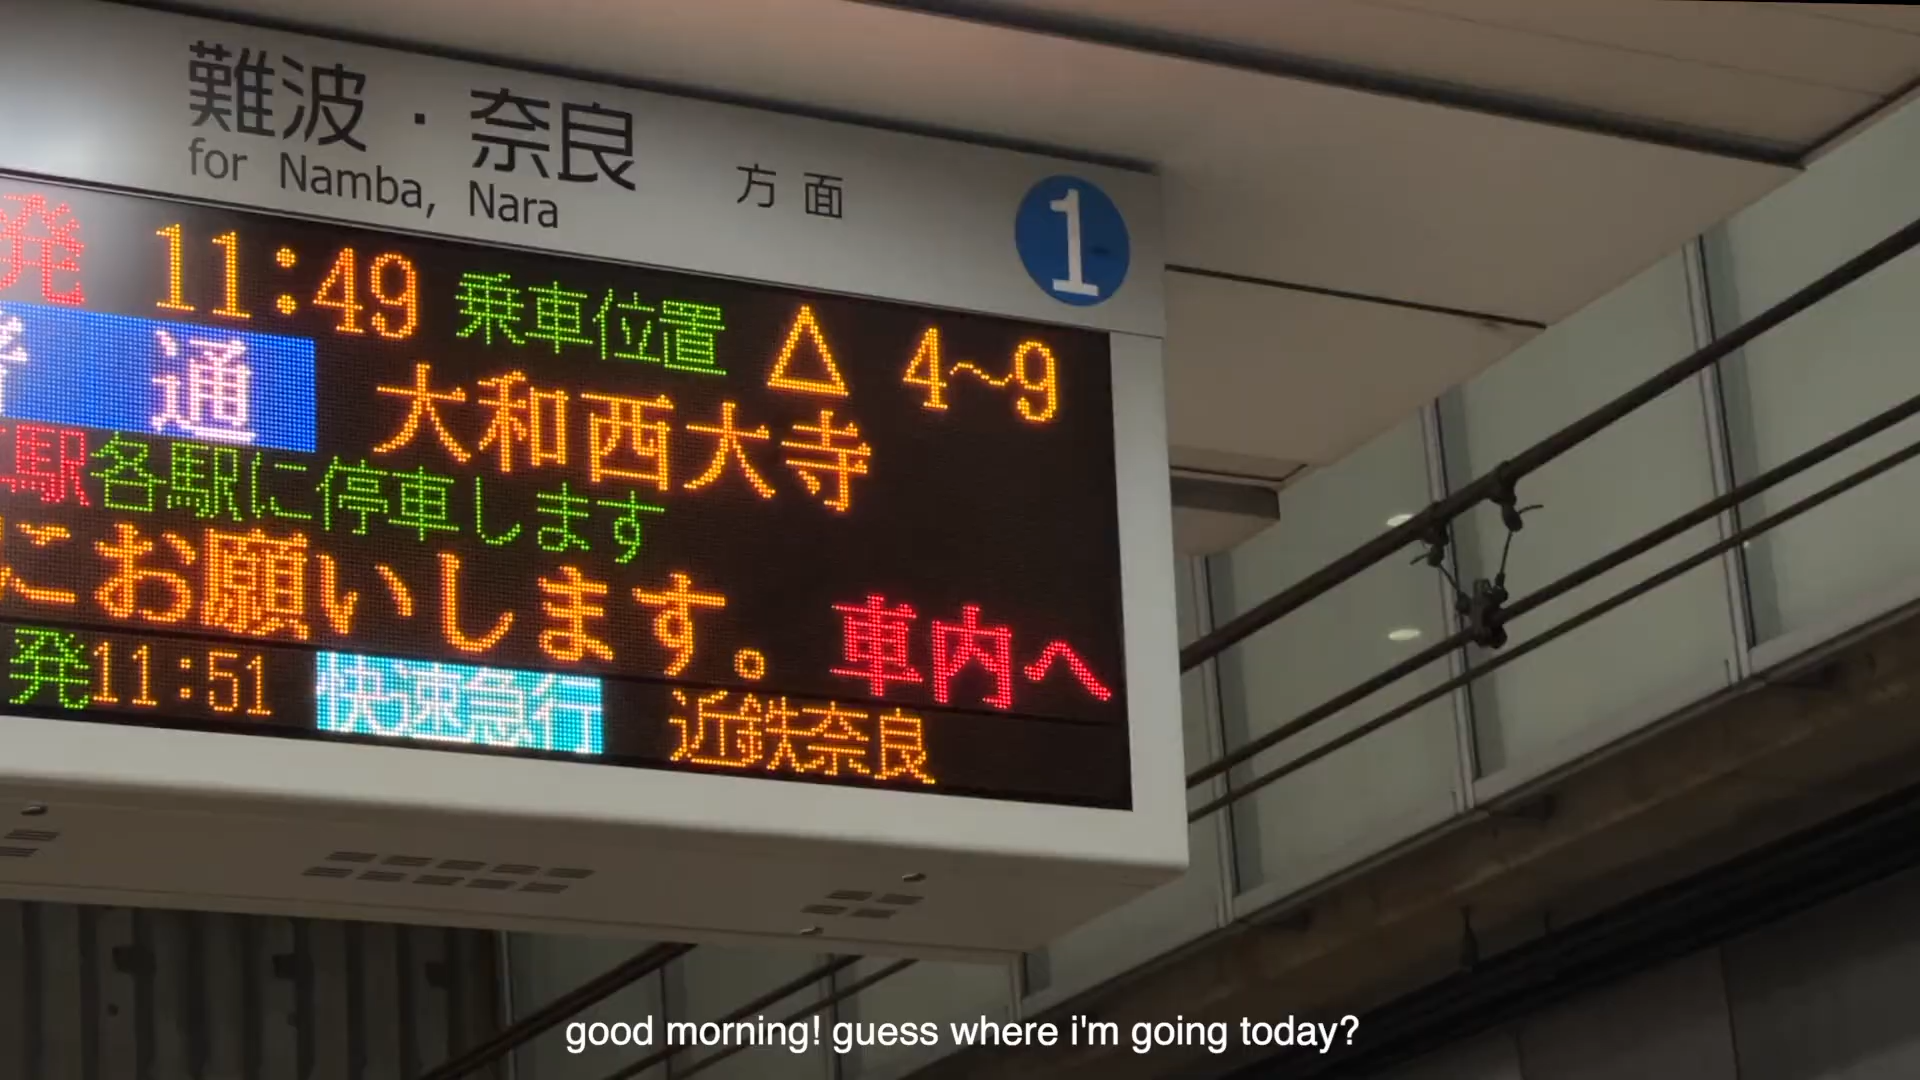 難波・奈良 方面 1
for Namba, Nara
発 11:49 乗車位置 △ 4~9
普通 大和西大寺
駅各駅に停車します
にお願いします。 車内へ
発11:51 快速急行 近鉄奈良
good morning! guess where i'm going today?